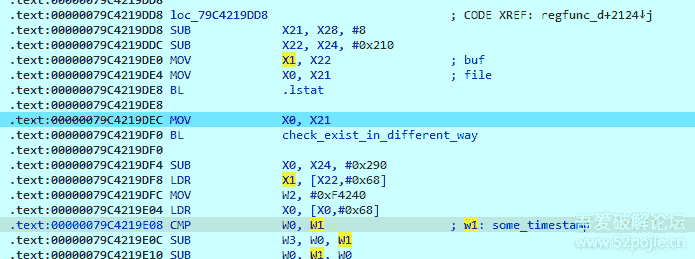 .text:00000079C4219DD8
.text:00000079C4219DD8 loc_79C4219DD8 ; CODE XREF: regfunc_d+2124↓j
.text:00000079C4219DD8 SUB X21, X28, #8
.text:00000079C4219DDC SUB X22, X24, #0x210
.text:00000079C4219DE0 MOV X1, X22 ; buf
.text:00000079C4219DE4 MOV X0, X21 ; file
.text:00000079C4219DE8 BL .lstat
.text:00000079C4219DE8
.text:00000079C4219DEC MOV X0, X21
.text:00000079C4219DF0 BL check_exist_in_different_way
.text:00000079C4219DF0
.text:00000079C4219DF4 SUB X0, X24, #0x290
.text:00000079C4219DF8 LDR X1, [X22,#0x68]
.text:00000079C4219DFC MOV W2, #0xF4240
.text:00000079C4219E04 LDR X0, [X0,#0x68]
.text:00000079C4219E08 CMP W0, W1 ; w1: some_timestamp
.text:00000079C4219E0C SUB W3, W0, W1
.text:00000079C4219E10 SUB W0, W1, W0
吾爱破解论坛
www.52pojie.cn